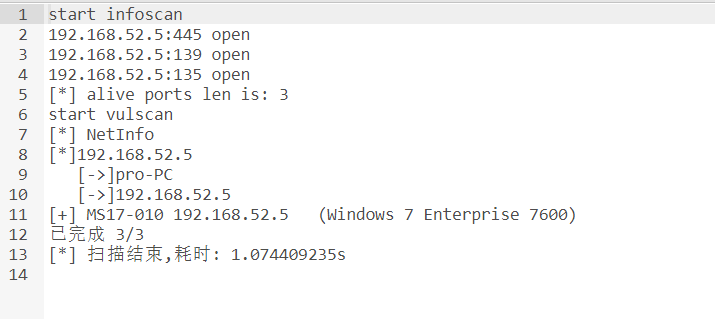 1 start infoscan
2 192.168.52.5:445 open
3 192.168.52.5:139 open
4 192.168.52.5:135 open
5 [*] alive ports len is: 3
6 start vulscan
7 [*] NetInfo
8 [*]192.168.52.5
9 [->]pro-PC
10 [->]192.168.52.5
11 [+] MS17-010 192.168.52.5 (Windows 7 Enterprise 7600)
12 已完成 3/3
13 [*] 扫描结束,耗时: 1.074409235s
14